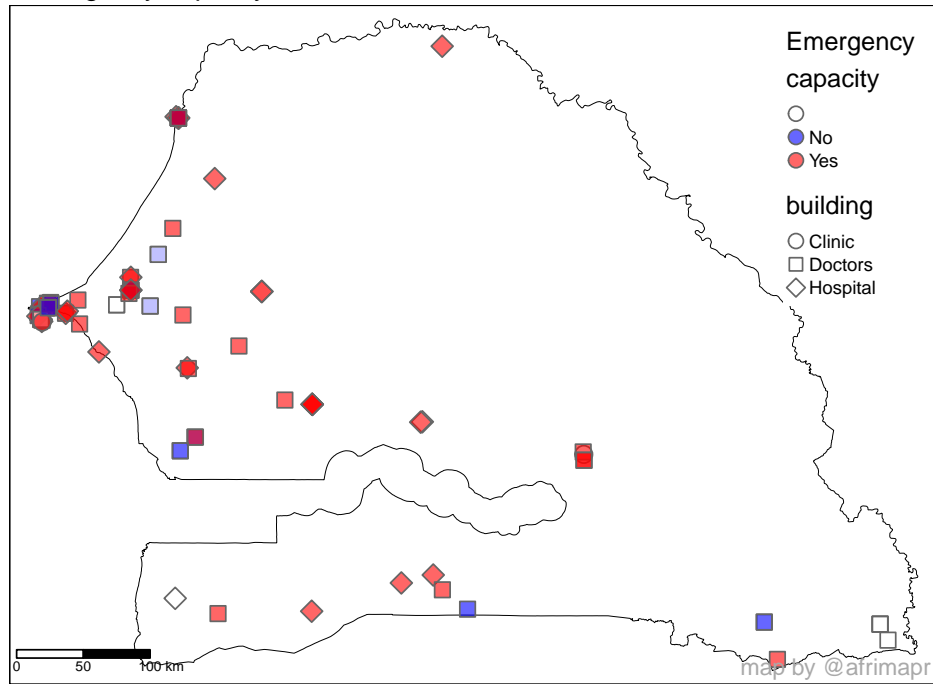 Emergency
capacity
No
Yes
building
Clinic
Doctors
Hospital
0 50 100 km
map by @afrimapr